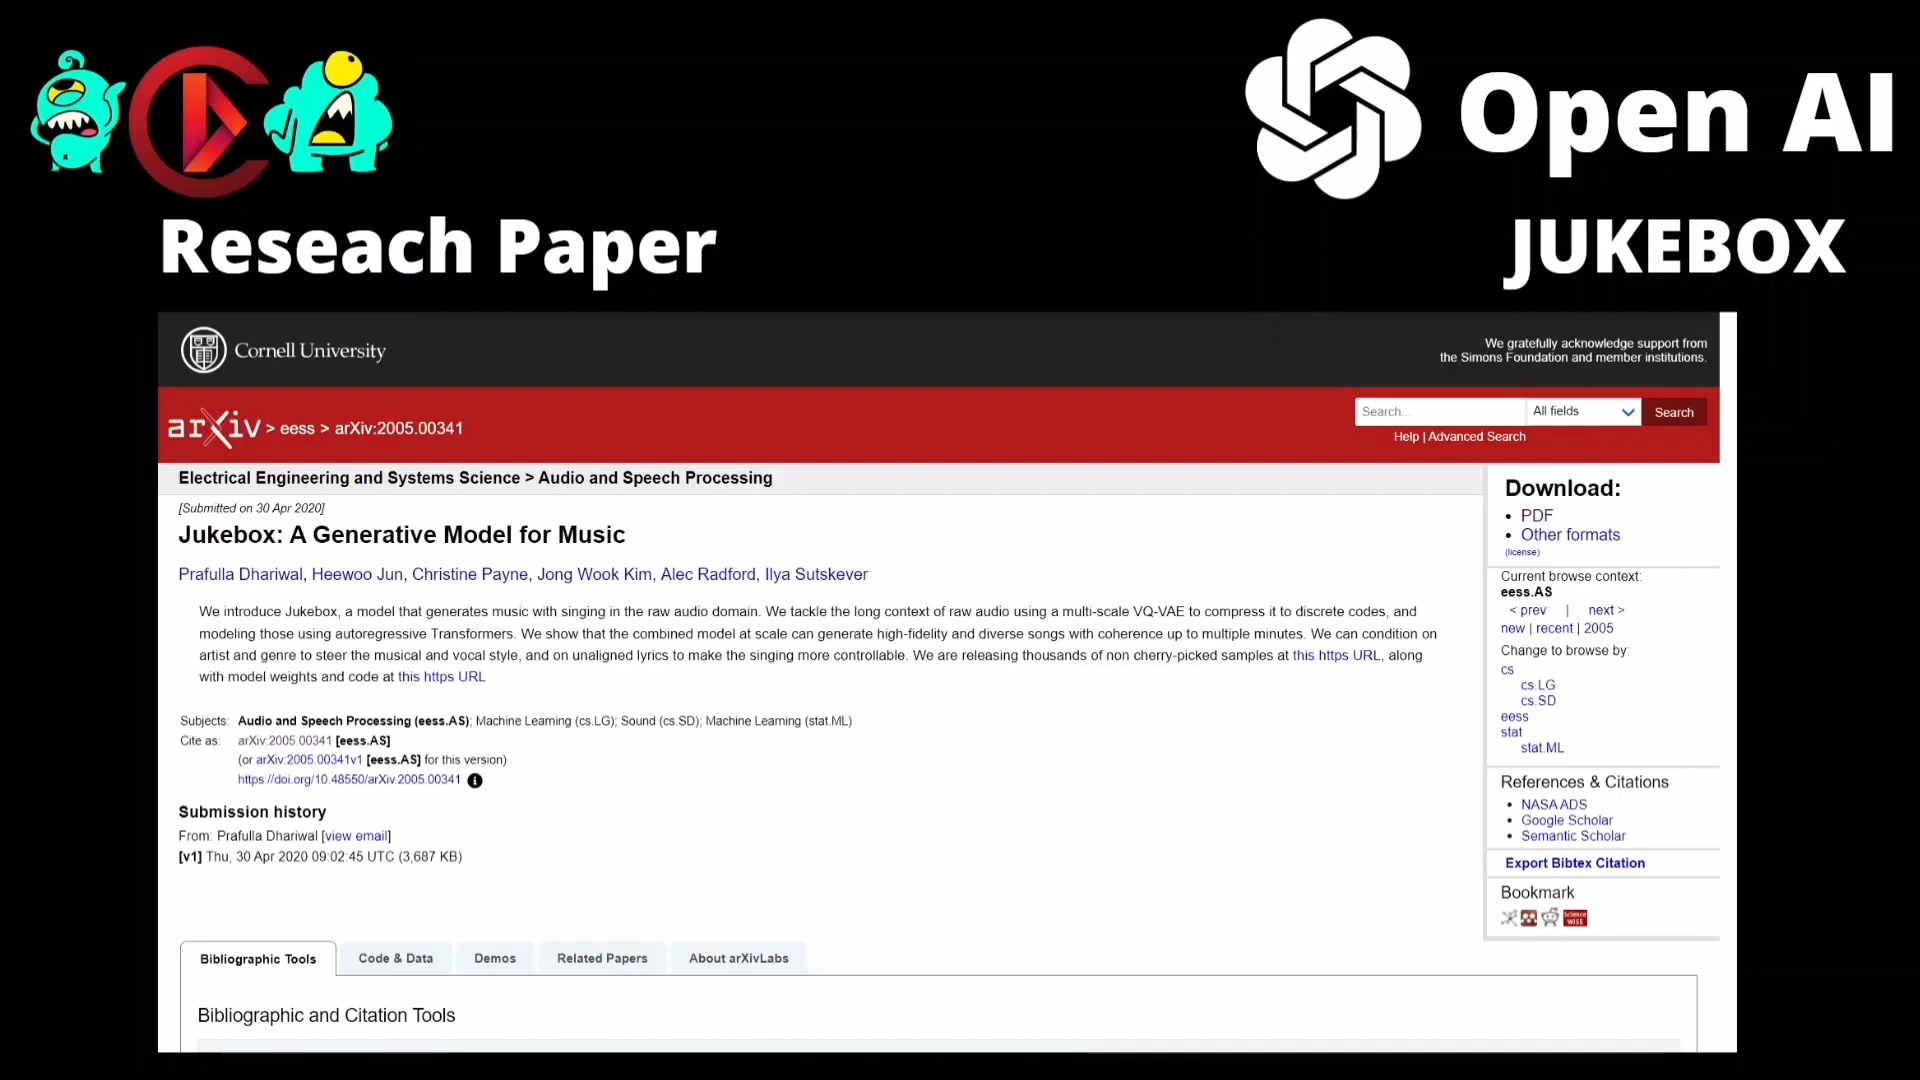 Open AI
Reseach Paper
JUKEBOX
Cornell University
We gratefully acknowledge support from
the Simons Foundation and member institutions.
arXiv > eess > arXiv:2005.00341
Search...
All fields
Search
Help | Advanced Search
Electrical Engineering and Systems Science > Audio and Speech Processing
[Submitted on 30 Apr 2020]
Jukebox: A Generative Model for Music
Prafulla Dhariwal, Heewoo Jun, Christine Payne, Jong Wook Kim, Alec Radford, Ilya Sutskever
We introduce Jukebox, a model that generates music with singing in the raw audio domain. We tackle the long context of raw audio using a multi-scale VQ-VAE to compress it to discrete codes, and
modeling those using autoregressive Transformers. We show that the combined model at scale can generate high-fidelity and diverse songs with coherence up to multiple minutes. We can condition on
artist and genre to steer the musical and vocal style, and on unaligned lyrics to make the singing more controllable. We are releasing thousands of non cherry-picked samples at this https URL, along
with model weights and code at this https URL
Subjects: Audio and Speech Processing (eess.AS); Machine Learning (cs.LG); Sound (cs.SD); Machine Learning (stat.ML)
Cite as: arXiv:2005.00341 [eess.AS]
(or arXiv:2005.00341v1 [eess.AS] for this version)
https://doi.org/10.48550/arXiv.2005.00341
Submission history
From: Prafulla Dhariwal [view email]
[v1] Thu, 30 Apr 2020 09:02:45 UTC (3,687 KB)
Download:
PDF
Other formats
(license)
Current browse context:
eess.AS
< prev | next >
new | recent | 2005
Change to browse by:
cs
cs.LG
cs.SD
eess
stat
stat.ML
References & Citations
NASA ADS
Google Scholar
Semantic Scholar
Export Bibtex Citation
Bookmark
Science
WISE
Bibliographic Tools
Code & Data
Demos
Related Papers
About arXivLabs
Bibliographic and Citation Tools